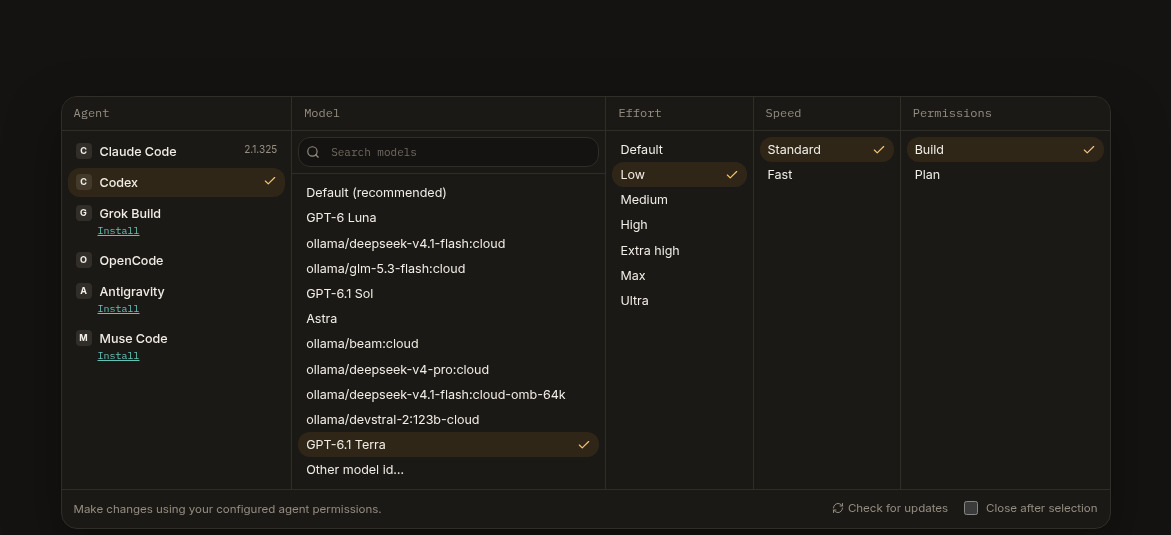 Agent
C Claude Code 2.1.325
C Codex
G Grok Build
Install
O OpenCode
A Antigravity
Install
M Muse Code
Install
Model
Search models
Default (recommended)
GPT-6 Luna
ollama/deepseek-v4.1-flash:cloud
ollama/glm-5.3-flash:cloud
GPT-6.1 Sol
Astra
ollama/beam:cloud
ollama/deepseek-v4-pro:cloud
ollama/deepseek-v4.1-flash:cloud-omb-64k
ollama/devstral-2:123b-cloud
GPT-6.1 Terra
Other model id...
Effort
Default
Low
Medium
High
Extra high
Max
Ultra
Speed
Standard
Fast
Permissions
Build
Plan
Make changes using your configured agent permissions.
Check for updates
Close after selection